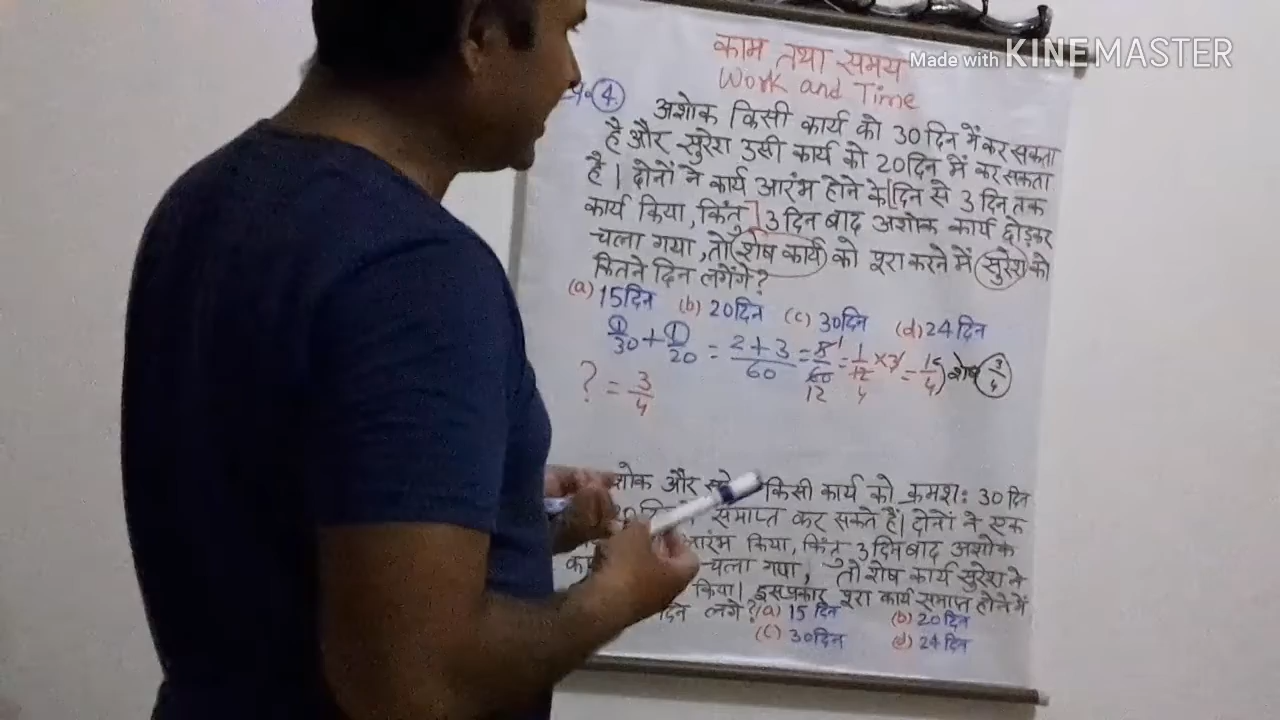 Made with KINEMASTER
काम तथा समय
Work and Time
4. अशोक किसी कार्य को 30 दिन में कर सकता
है और सुरेश उसी कार्य को 20 दिन में कर सकता
है। दोनों ने कार्य आरंभ होने के दिन से 3 दिन तक
कार्य किया, किंतु 3 दिन बाद अशोक कार्य छोड़कर
चला गया, तो शेष कार्य को पूरा करने में सुरेश को
कितने दिन लगेंगे?
(a) 15 दिन (b) 20 दिन (c) 30 दिन (d) 24 दिन
1/30 + 1/20 = 2+3/60 = 5/60 = 1/12 × 3 = शेष 3/4
? = 3/4
शोक और किसी कार्य को क्रमश: 30 दिन
समाप्त कर सकते हैं। दोनों ने एक
आरंभ किया, किंतु 3 दिन बाद अशोक
चला गया, तो शेष कार्य सुरेश ने
किया। इसप्रकार पूरा कार्य समाप्त होने में
दिन लगे? (a) 15 दिन (b) 20 दिन
(c) 30 दिन (d) 24 दिन